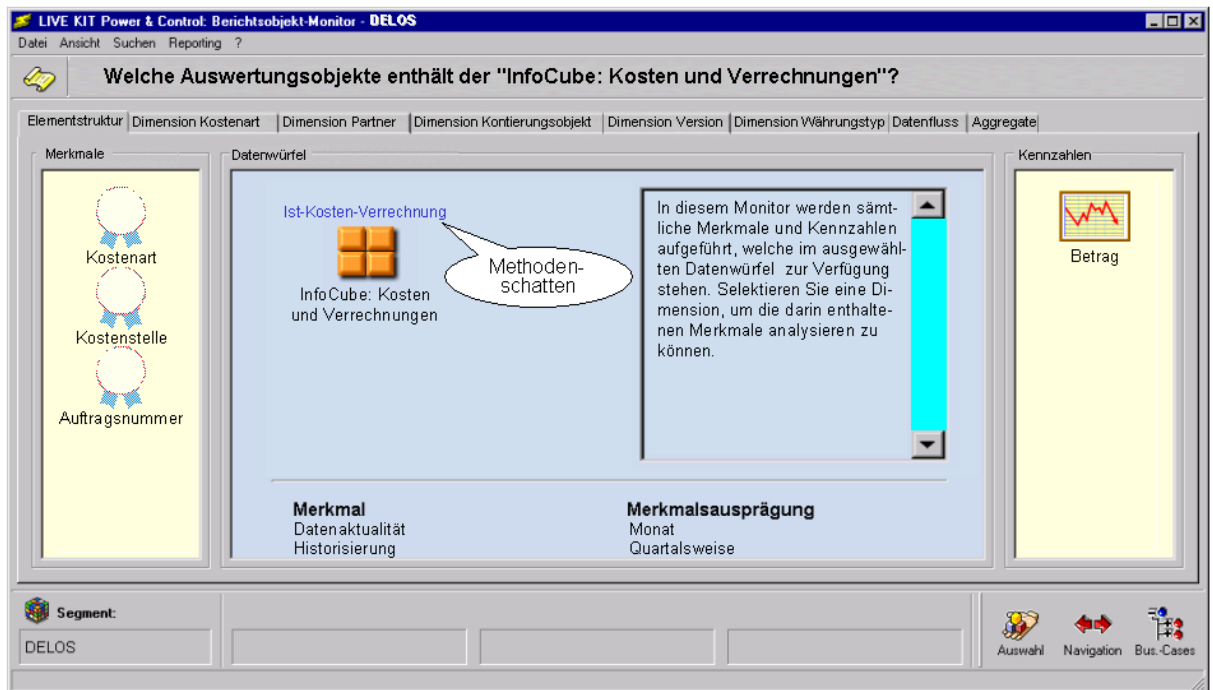 LIVE KIT Power & Control: Berichtsobjekt-Monitor - DELOS
Datei Ansicht Suchen Reporting ?
Welche Auswertungsobjekte enthält der "InfoCube: Kosten und Verrechnungen"?
Elementstruktur Dimension Kostenart Dimension Partner Dimension Kontierungsobjekt Dimension Version Dimension Währungstyp Datenfluss Aggregate
Merkmale
Kostenart
Kostenstelle
Auftragsnummer
Datenwürfel
Ist-Kosten-Verrechnung
Methoden-
schatten
InfoCube: Kosten
und Verrechnungen
In diesem Monitor werden sämt-
liche Merkmale und Kennzahlen
aufgeführt, welche im ausgewähl-
ten Datenwürfel zur Verfügung
stehen. Selektieren Sie eine Di-
mension, um die darin enthalte-
nen Merkmale analysieren zu
können.
Merkmal Merkmalsausprägung
Datenaktualität Monat
Historisierung Quartalsweise
Kennzahlen
Betrag
Segment:
DELOS
Auswahl Navigation Bus.-Cases